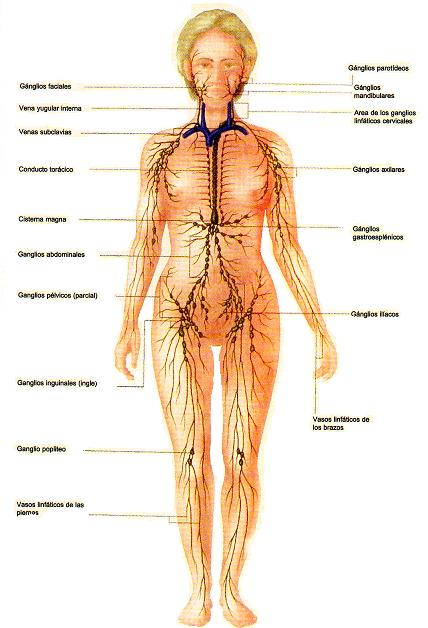 Gánglios parotídeos
Gánglios faciales
Gánglios
mandibulares
Vena yugular interna
Area de los ganglios
linfáticos cervicales
Venas subclavias
Conducto torácico
Gánglios axilares
Cisterna magna
Gánglios
gastroesplénicos
Ganglios abdominales
Ganglios pélvicos (parcial)
Gánglios ilíacos
Ganglios inguinales (ingle)
Vasos linfáticos de
los brazos
Ganglio poplíteo
Vasos linfáticos de las
piernas